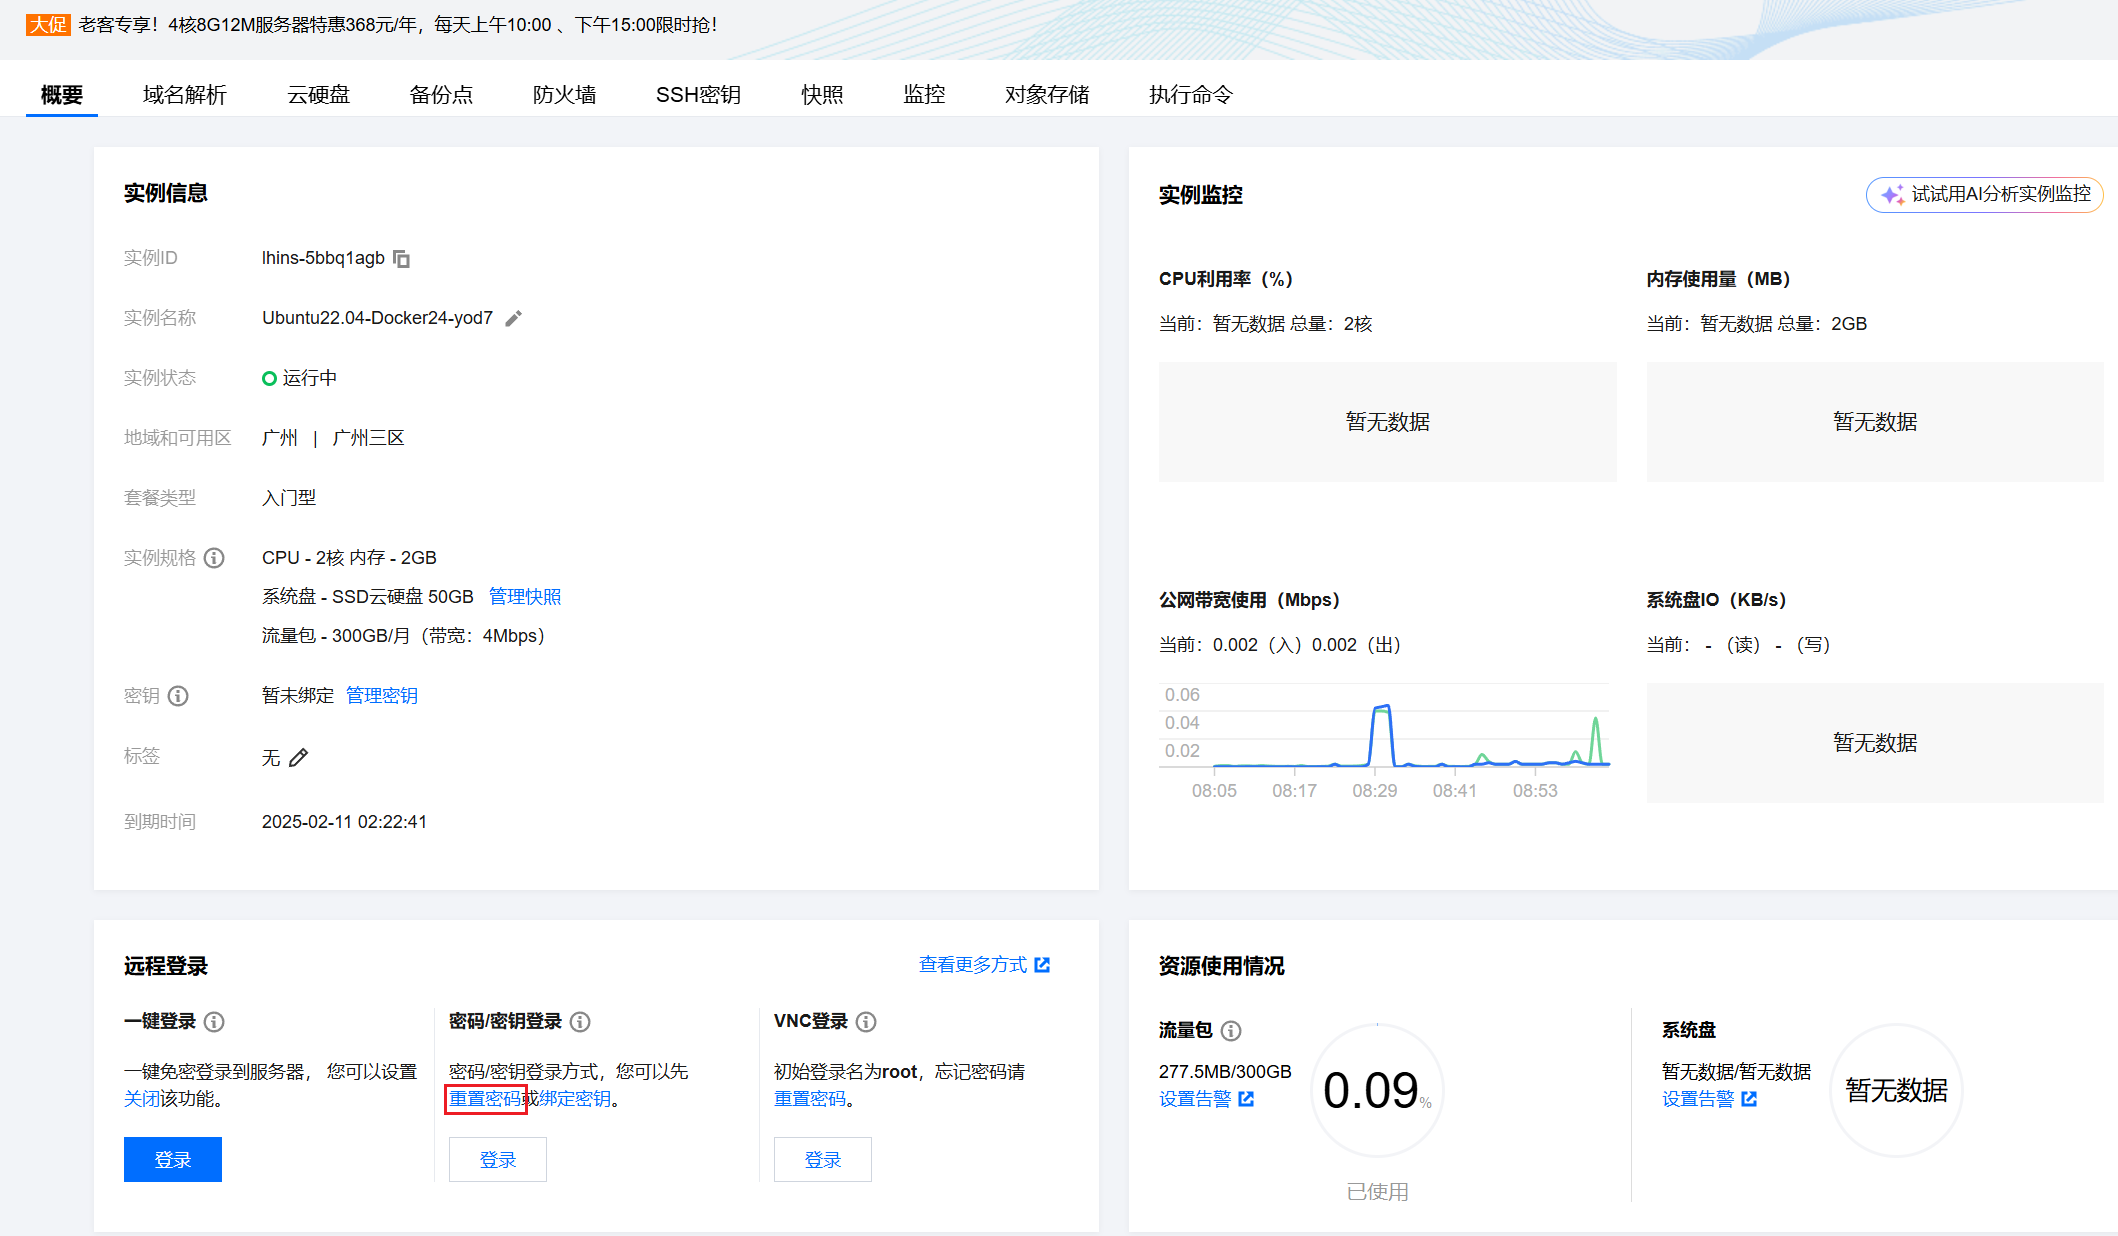 大促 老客专享！4核8G12M服务器特惠368元/年，每天上午10:00 、下午15:00限时抢！
概要 域名解析 云硬盘 备份点 防火墙 SSH密钥 快照 监控 对象存储 执行命令
实例信息
实例ID lhins-5bbq1agb
实例名称 Ubuntu22.04-Docker24-yod7
实例状态 运行中
地域和可用区 广州 | 广州三区
套餐类型 入门型
实例规格 CPU - 2核 内存 - 2GB
系统盘 - SSD云硬盘 50GB 管理快照
流量包 - 300GB/月（带宽：4Mbps）
密钥 暂未绑定 管理密钥
标签 无
到期时间 2025-02-11 02:22:41
实例监控 试试用AI分析实例监控
CPU利用率（%） 内存使用量（MB）
当前：暂无数据 总量：2核 当前：暂无数据 总量：2GB
暂无数据 暂无数据
公网带宽使用（Mbps） 系统盘IO（KB/s）
当前：0.002（入）0.002（出） 当前： - （读） - （写）
0.06
0.04
0.02
08:05 08:17 08:29 08:41 08:53
暂无数据
远程登录 查看更多方式
一键登录
一键免密登录到服务器， 您可以设置
关闭该功能。
登录
密码/密钥登录
密码/密钥登录方式，您可以先
重置密码或绑定密钥。
登录
VNC登录
初始登录名为root，忘记密码请
重置密码。
登录
资源使用情况
流量包
277.5MB/300GB
设置告警
0.09%
已使用
系统盘
暂无数据/暂无数据
设置告警
暂无数据